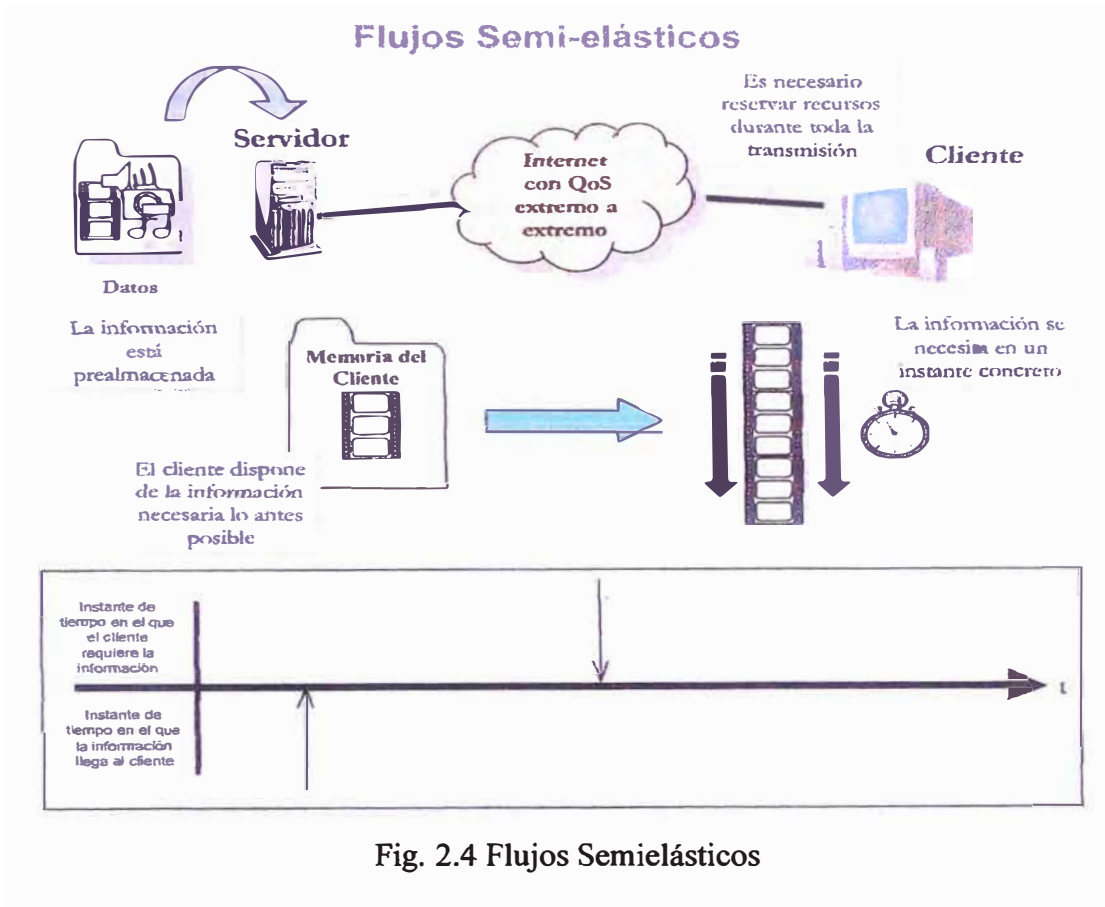 Flujos Semi-elásticos
Es necesario
reservar recursos
durante toda la
transmisión
Servidor
Cliente
Internet
con QoS
extremo a
extremo
Datos
La información
está
prealmacenada
Memoria del
Cliente
La información se
necesita en un
instante concreto
El cliente dispone
de la información
necesaria lo antes
posible
Instante de
tiempo en el que
el cliente
requiere la
información
t
Instante de
tiempo en el que
la información
llega al cliente
Fig. 2.4 Flujos Semielásticos